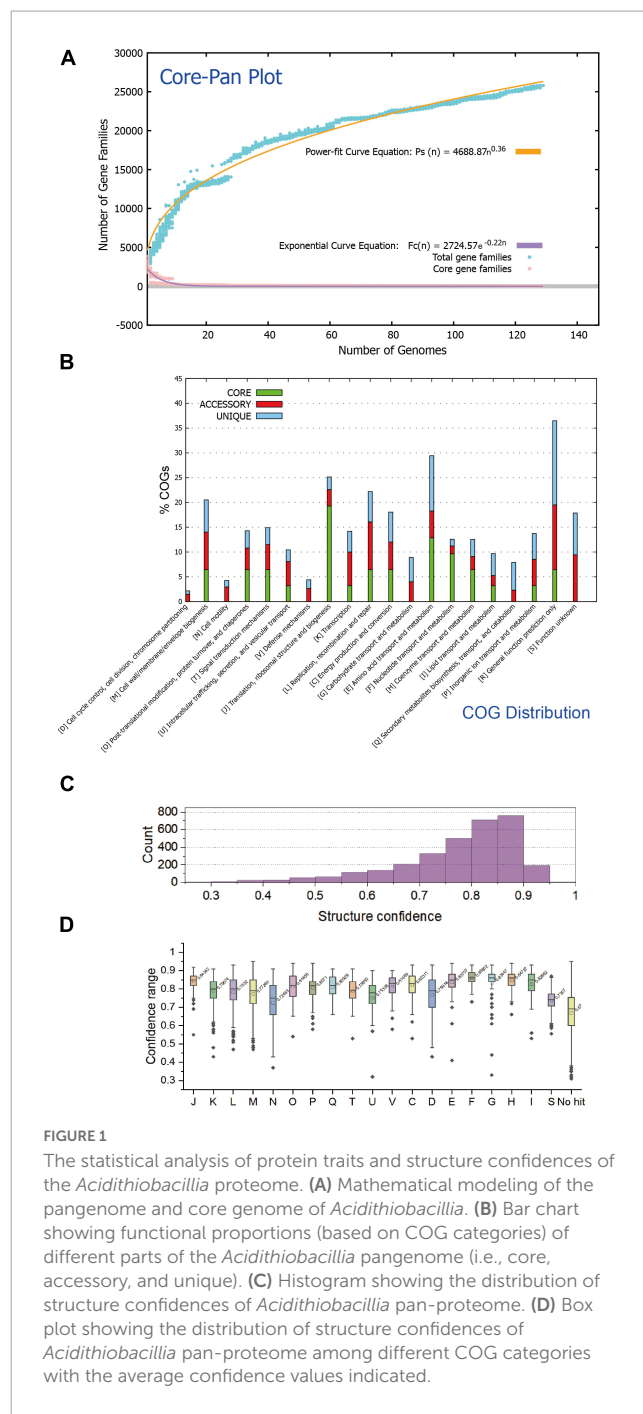 A
Core-Pan Plot
30000
25000
20000
15000
10000
5000
0
-5000
Number of Gene Families
Power-fit Curve Equation: Ps (n) = 4688.87n0.36
Exponential Curve Equation: Fc(n) = 2724.57e -0.22n
Total gene families
Core gene families
20 40 60 80 100 120 140
Number of Genomes
B
45
40
35
30
25
20
15
10
5
0
% COGs
CORE
ACCESSORY
UNIQUE
[D] Cell cycle control, cell division, chromosome partitioning
[M] Cell wall/membrane/envelope biogenesis
[N] Cell motility
[O] Post-translational modification, protein turnover, and chaperones
[T] Signal transduction mechanisms
[U] Intracellular trafficking, secretion, and vesicular transport
[V] Defense mechanisms
[J] Translation, ribosomal structure and biogenesis
[K] Transcription
[L] Replication, recombination and repair
[C] Energy production and conversion
[G] Carbohydrate transport and metabolism
[E] Amino acid transport and metabolism
[F] Nucleotide transport and metabolism
[H] Coenzyme transport and metabolism
[I] Lipid transport and metabolism
[Q] Secondary metabolites biosynthesis, transport, and catabolism
[P] Inorganic ion transport and metabolism
[R] General function prediction only
[S] Function unknown
COG Distribution
C
800
600
400
200
0
Count
0.3 0.4 0.5 0.6 0.7 0.8 0.9 1
Structure confidence
D
1
0.9
0.8
0.7
0.6
0.5
0.4
0.3
Confidence range
J K L M N O P Q T U V C D E F G H I S No hit
FIGURE 1
The statistical analysis of protein traits and structure confidences of
the Acidithiobacillia proteome. (A) Mathematical modeling of the
pangenome and core genome of Acidithiobacillia. (B) Bar chart
showing functional proportions (based on COG categories) of
different parts of the Acidithiobacillia pangenome (i.e., core,
accessory, and unique). (C) Histogram showing the distribution of
structure confidences of Acidithiobacillia pan-proteome. (D) Box
plot showing the distribution of structure confidences of
Acidithiobacillia pan-proteome among different COG categories
with the average confidence values indicated.